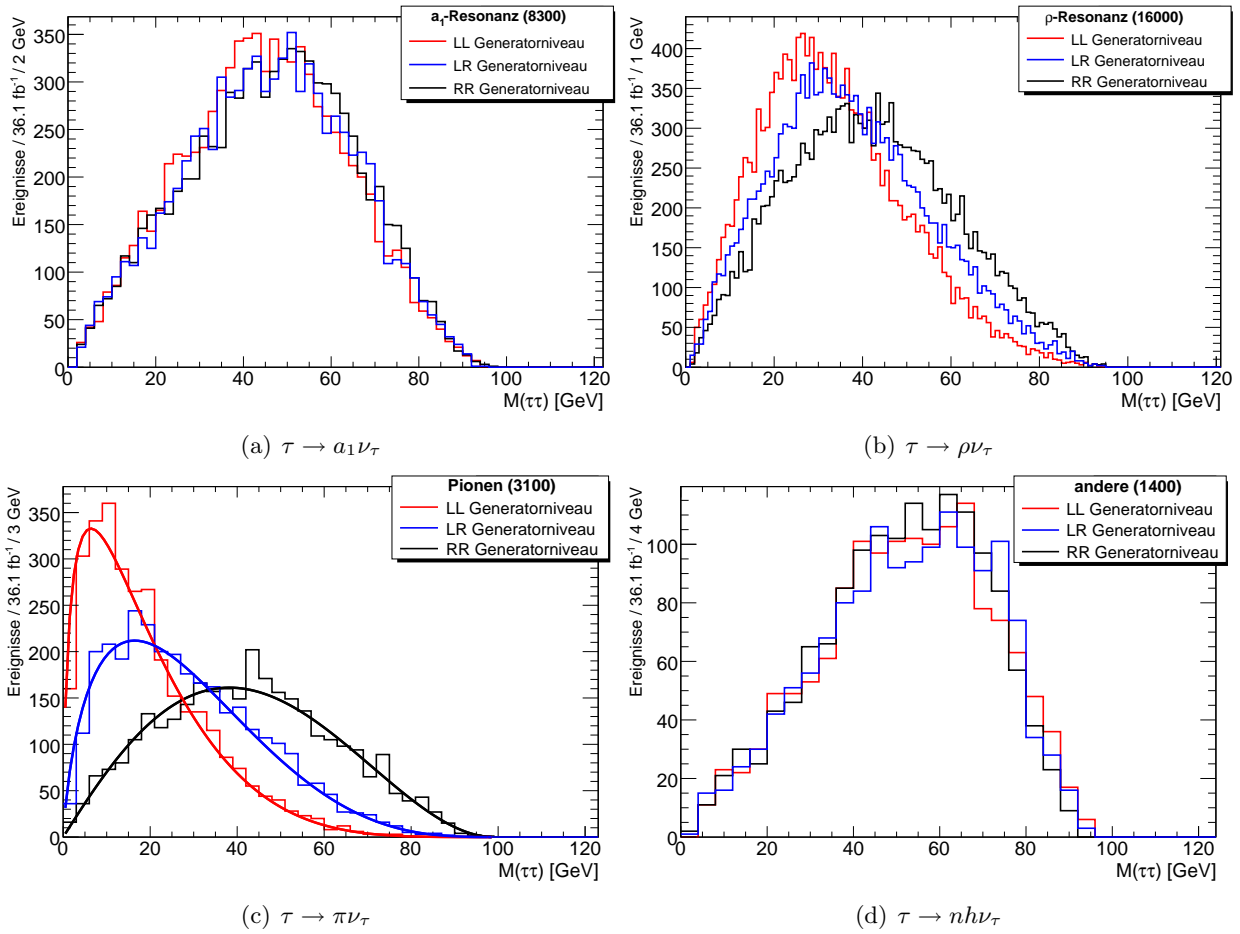 a₁-Resonanz (8300)
LL Generatorniveau
LR Generatorniveau
RR Generatorniveau
Ereignisse / 36.1 fb⁻¹ / 2 GeV
350
300
250
200
150
100
50
0
0 20 40 60 80 100 120
M(ττ) [GeV]
(a) τ → a₁ν_τ
ρ-Resonanz (16000)
LL Generatorniveau
LR Generatorniveau
RR Generatorniveau
Ereignisse / 36.1 fb⁻¹ / 1 GeV
400
350
300
250
200
150
100
50
0
0 20 40 60 80 100 120
M(ττ) [GeV]
(b) τ → ρν_τ
Pionen (3100)
LL Generatorniveau
LR Generatorniveau
RR Generatorniveau
Ereignisse / 36.1 fb⁻¹ / 3 GeV
350
300
250
200
150
100
50
0
0 20 40 60 80 100 120
M(ττ) [GeV]
(c) τ → πν_τ
andere (1400)
LL Generatorniveau
LR Generatorniveau
RR Generatorniveau
Ereignisse / 36.1 fb⁻¹ / 4 GeV
100
80
60
40
20
0
0 20 40 60 80 100 120
M(ττ) [GeV]
(d) τ → nhν_τ